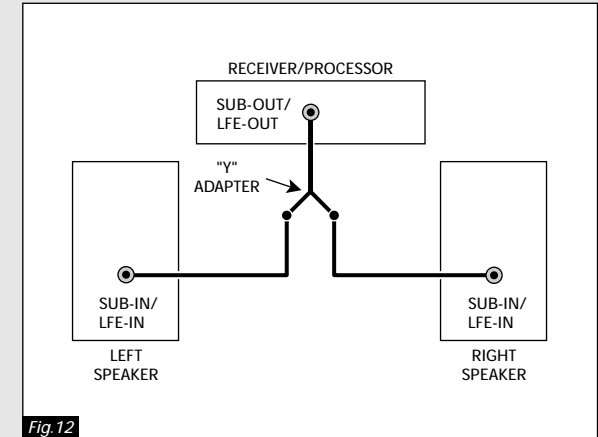 RECEIVER/PROCESSOR
SUB-OUT/
LFE-OUT
"Y"
ADAPTER
SUB-IN/
LFE-IN
LEFT
SPEAKER
SUB-IN/
LFE-IN
RIGHT
SPEAKER
Fig.12